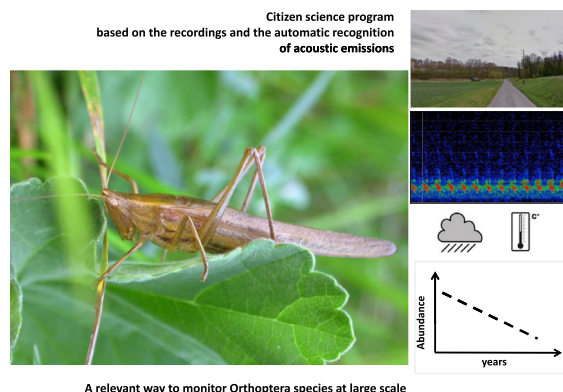 Citizen science program
based on the recordings and the automatic recognition
of acoustic emissions
C°
Abundance
years
A relevant way to monitor Orthoptera species at large scale